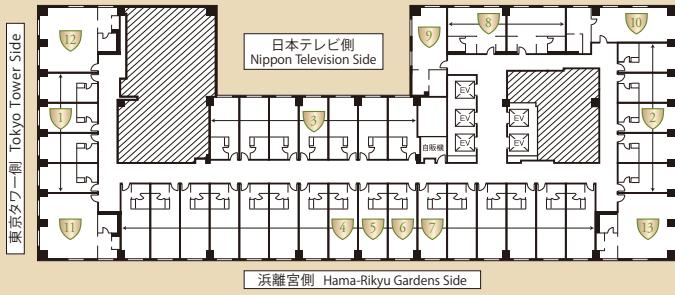 12
日本テレビ側
Nippon Television Side
9
8
10
東京タワー側 Tokyo Tower Side
1
3
EV
EV
EV
EV
EV
2
自販機
11
4
5
6
7
13
浜離宮側 Hama-Rikyu Gardens Side